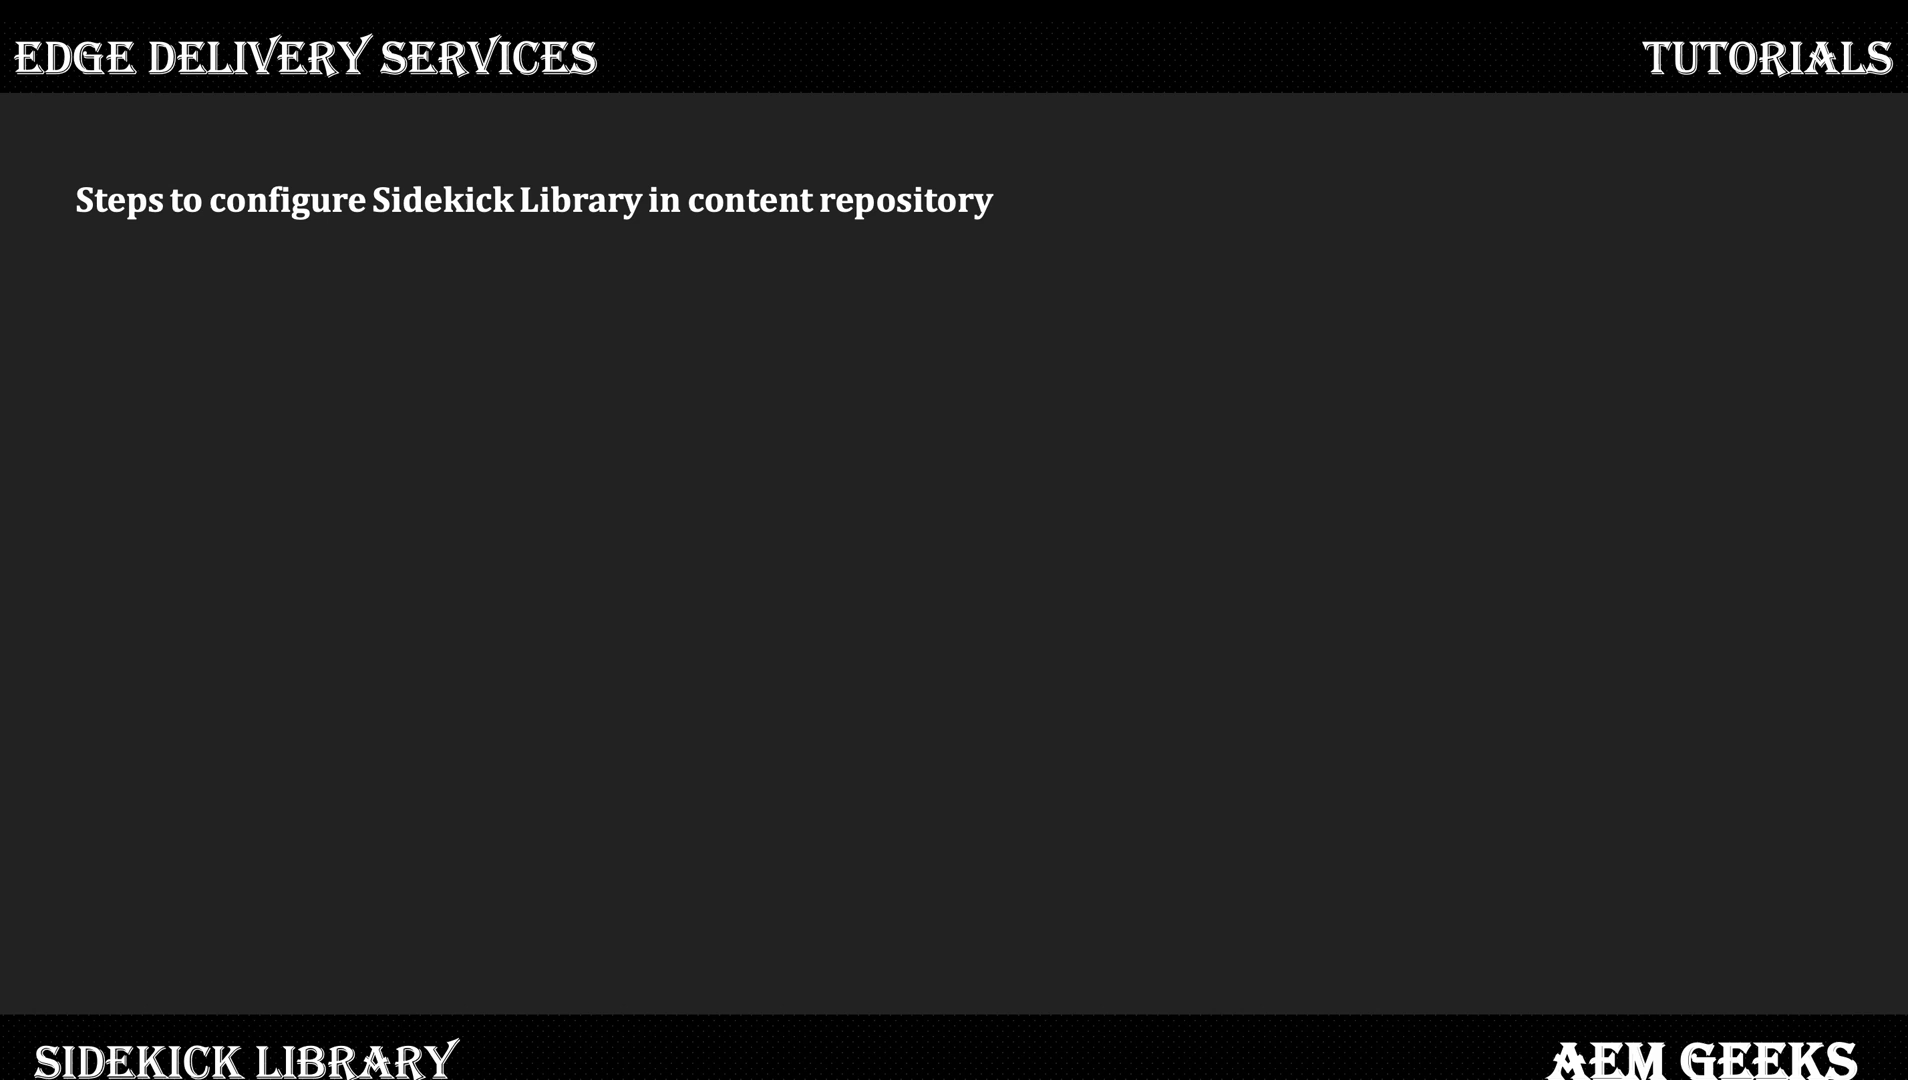 EDGE DELIVERY SERVICES
TUTORIALS
Steps to configure Sidekick Library in content repository
SIDEKICK LIBRARY
AEM GEEKS